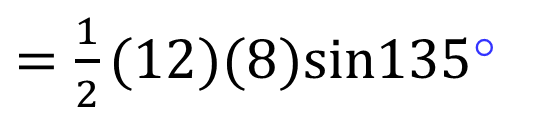 = 1/2 (12)(8)sin135°